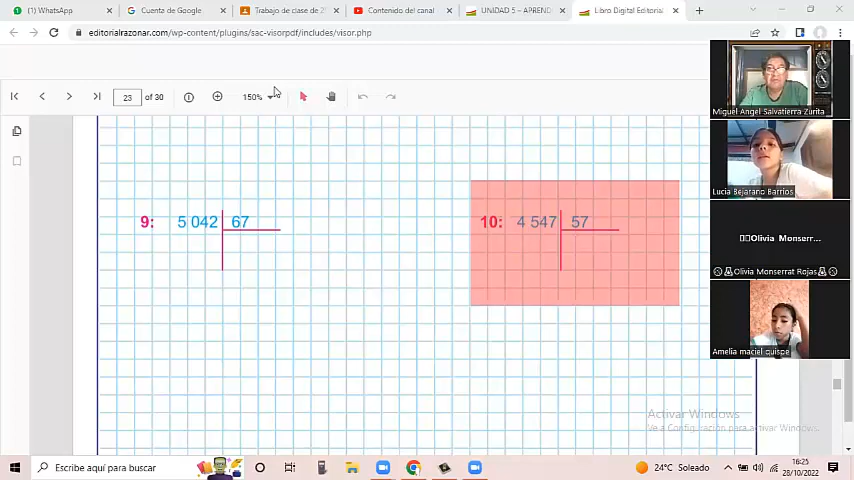 (1) WhatsApp
Cuenta de Google
Trabajo de clase de 2
Contenido del canal
UNIDAD 5 – APREND
Libro Digital Editorial
editorialrazonar.com/wp-content/plugins/sac-visorpdf/includes/visor.php
23 of 30
150%
9: 5 042 67
10: 4 547 57
Miguel Angel Salvatierra Zurita
Lucia Bejarano Barrios
Olivia Monserr...
Olivia Monserrat Rojas
Amelia maciel quispe
Activar Windows
Ve a Configuración para activar Windows.
Escribe aquí para buscar
24°C Soleado
16:25
28/10/2022